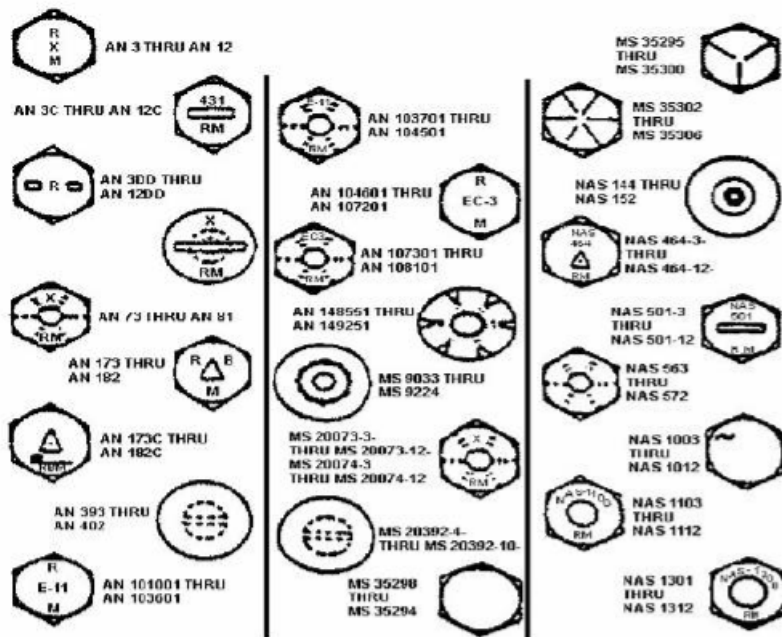 R
X
M
AN 3 THRU AN 12
AN 3C THRU AN 12C
431
RM
R
AN 3DD THRU
AN 12DD
X
RM
X
RM
AN 73 THRU AN 81
AN 173 THRU
AN 182
R B
M
AN 173C THRU
AN 182C
AN 393 THRU
AN 402
R
E-11
M
AN 101001 THRU
AN 103601
E-11
RM
AN 103701 THRU
AN 104501
AN 104601 THRU
AN 107201
R
EC-3
M
EC3
RM
AN 107301 THRU
AN 108101
AN 148551 THRU
AN 149251
MS 9033 THRU
MS 9224
MS 20073-3-
THRU MS 20073-12-
MS 20074-3
THRU MS 20074-12
X
RM
MS 20392-4-
THRU MS 20392-10-
MS 35298
THRU
MS 35294
MS 35295
THRU
MS 35300
MS 35302
THRU
MS 35306
NAS 144 THRU
NAS 152
NAS
464
RM
NAS 464-3-
THRU
NAS 464-12-
NAS 501-3
THRU
NAS 501-12
NAS
501
R M
NAS 563
THRU
NAS 572
NAS 1003
THRU
NAS 1012
NAS 1103
RM
NAS 1103
THRU
NAS 1112
NAS 1301
THRU
NAS 1312
RM